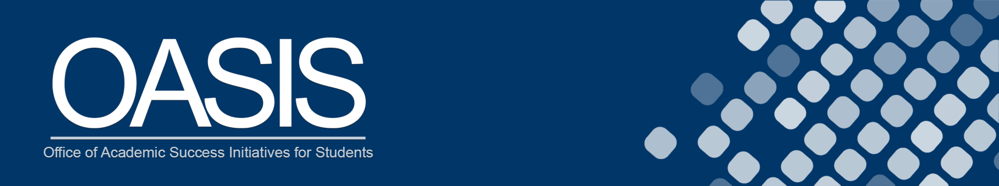 OASIS
Office of Academic Success Initiatives for Students